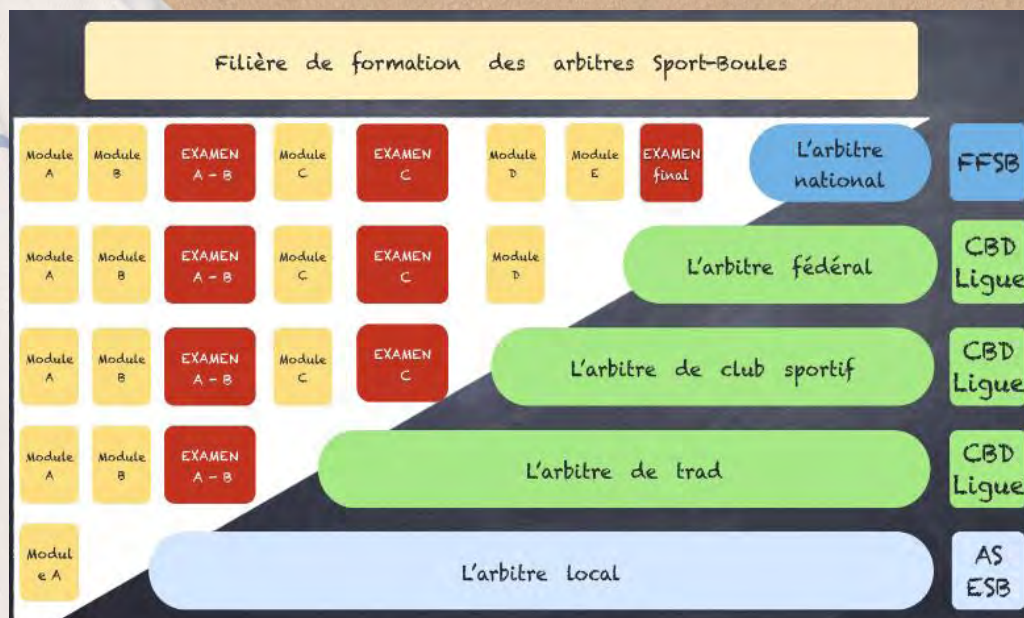 Filière de formation des arbitres Sport-Boules
Module
A
Module
B
EXAMEN
A - B
Module
C
EXAMEN
C
Module
D
Module
E
EXAMEN
final
L'arbitre
national
FFSB
Module
A
Module
B
EXAMEN
A - B
Module
C
EXAMEN
C
Module
D
L'arbitre fédéral
CBD
Ligue
Module
A
Module
B
EXAMEN
A - B
Module
C
EXAMEN
C
L'arbitre de club sportif
CBD
Ligue
Module
A
Module
B
EXAMEN
A - B
L'arbitre de trad
CBD
Ligue
Modul
e A
L'arbitre local
AS
ESB